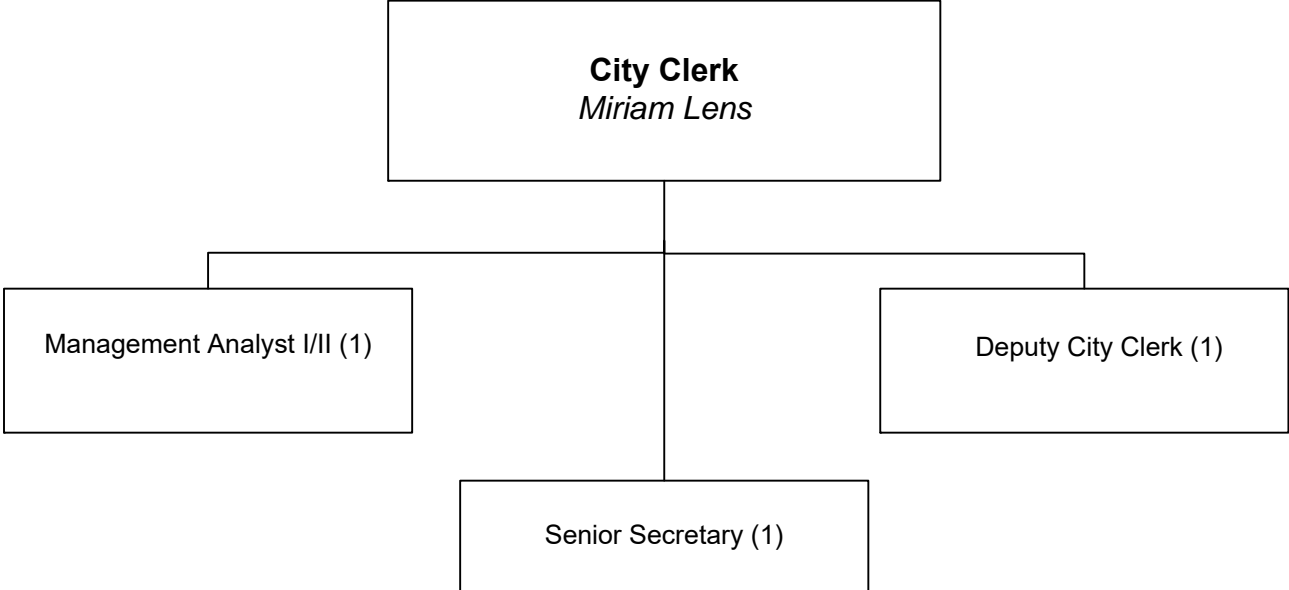 City Clerk
Miriam Lens
Management Analyst I/II (1)
Deputy City Clerk (1)
Senior Secretary (1)